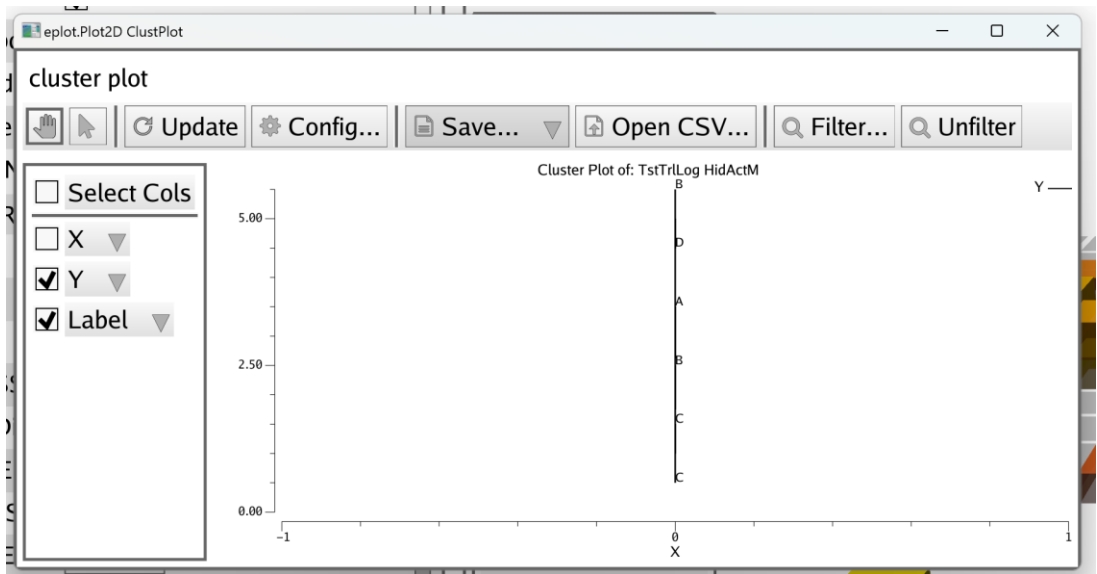 eplot.Plot2D ClustPlot
cluster plot
Update Config... Save... Open CSV... Filter... Unfilter
Select Cols
X
Y
Label
Cluster Plot of: TstTrlLog HidActM
Y
B
5.00
D
A
2.50
B
C
C
0.00
-1 0 1
X